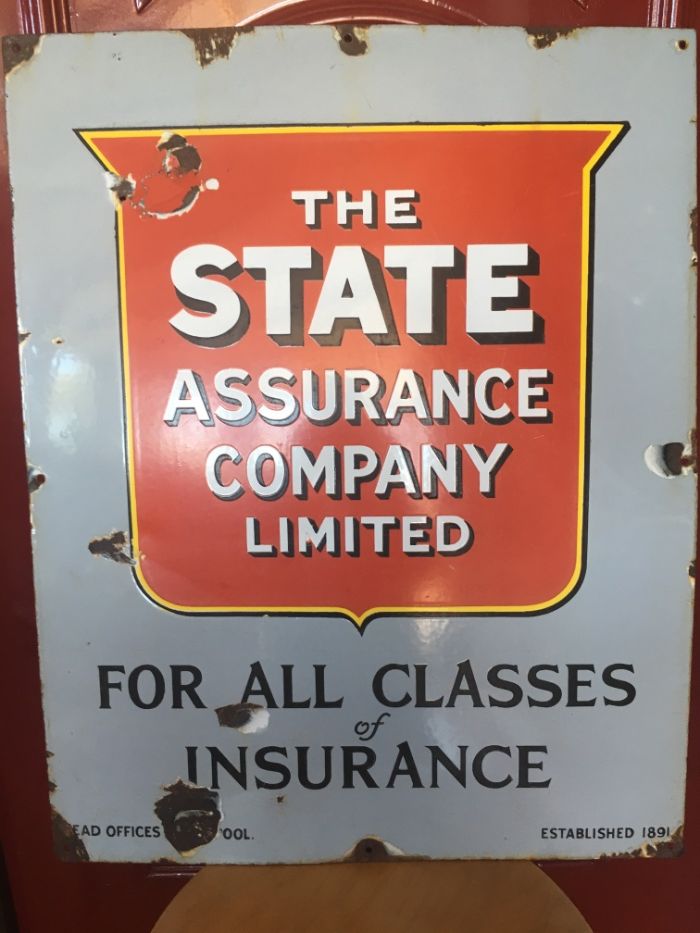 THE
STATE
ASSURANCE
COMPANY
LIMITED
FOR ALL CLASSES
of
INSURANCE
OFFICES
ESTABLISHED 1891